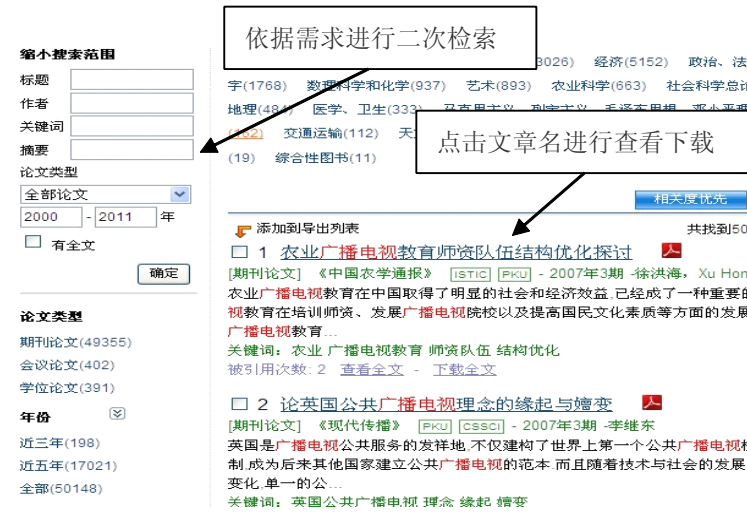 依据需求进行二次检索
缩小搜索范围
标题
作者
关键词
摘要
论文类型
全部论文
2000 - 2011 年
有全文
确定
论文类型
期刊论文(49355)
会议论文(402)
学位论文(391)
年份
近三年(198)
近五年(17021)
全部(50148)
3026) 经济(5152) 政治、法
字(1768) 数理科学和化学(937) 艺术(893) 农业科学(663) 社会科学总论
地理(484) 医学、卫生(333) 马克思主义、列宁主义、毛泽东思想、邓小平理
交通运输(112) 天
(19) 综合性图书(11)
点击文章名进行查看下载
相关度优先
添加到导出列表 共找到50
1 农业广播电视教育师资队伍结构优化探讨
[期刊论文] 《中国农学通报》 ISTIC PKU - 2007年3期 -徐洪海, Xu Hon
农业广播电视教育在中国取得了明显的社会和经济效益,已经成了一种重要的
视教育在培训师资、发展广播电视院校以及提高国民文化素质等方面的发展
广播电视教育...
关键词: 农业 广播电视教育 师资队伍 结构优化
被引用次数: 2 查看全文 - 下载全文
2 论英国公共广播电视理念的缘起与嬗变
[期刊论文] 《现代传播》 PKU CSSCI - 2007年3期 -李继东
英国是广播电视公共服务的发祥地,不仅建构了世界上第一个公共广播电视机
制,成为后来其他国家建立公共广播电视的范本.而且随着技术与社会的发展
变化,单一的公...
关键词: 英国公共广播电视 理念 缘起 嬗变